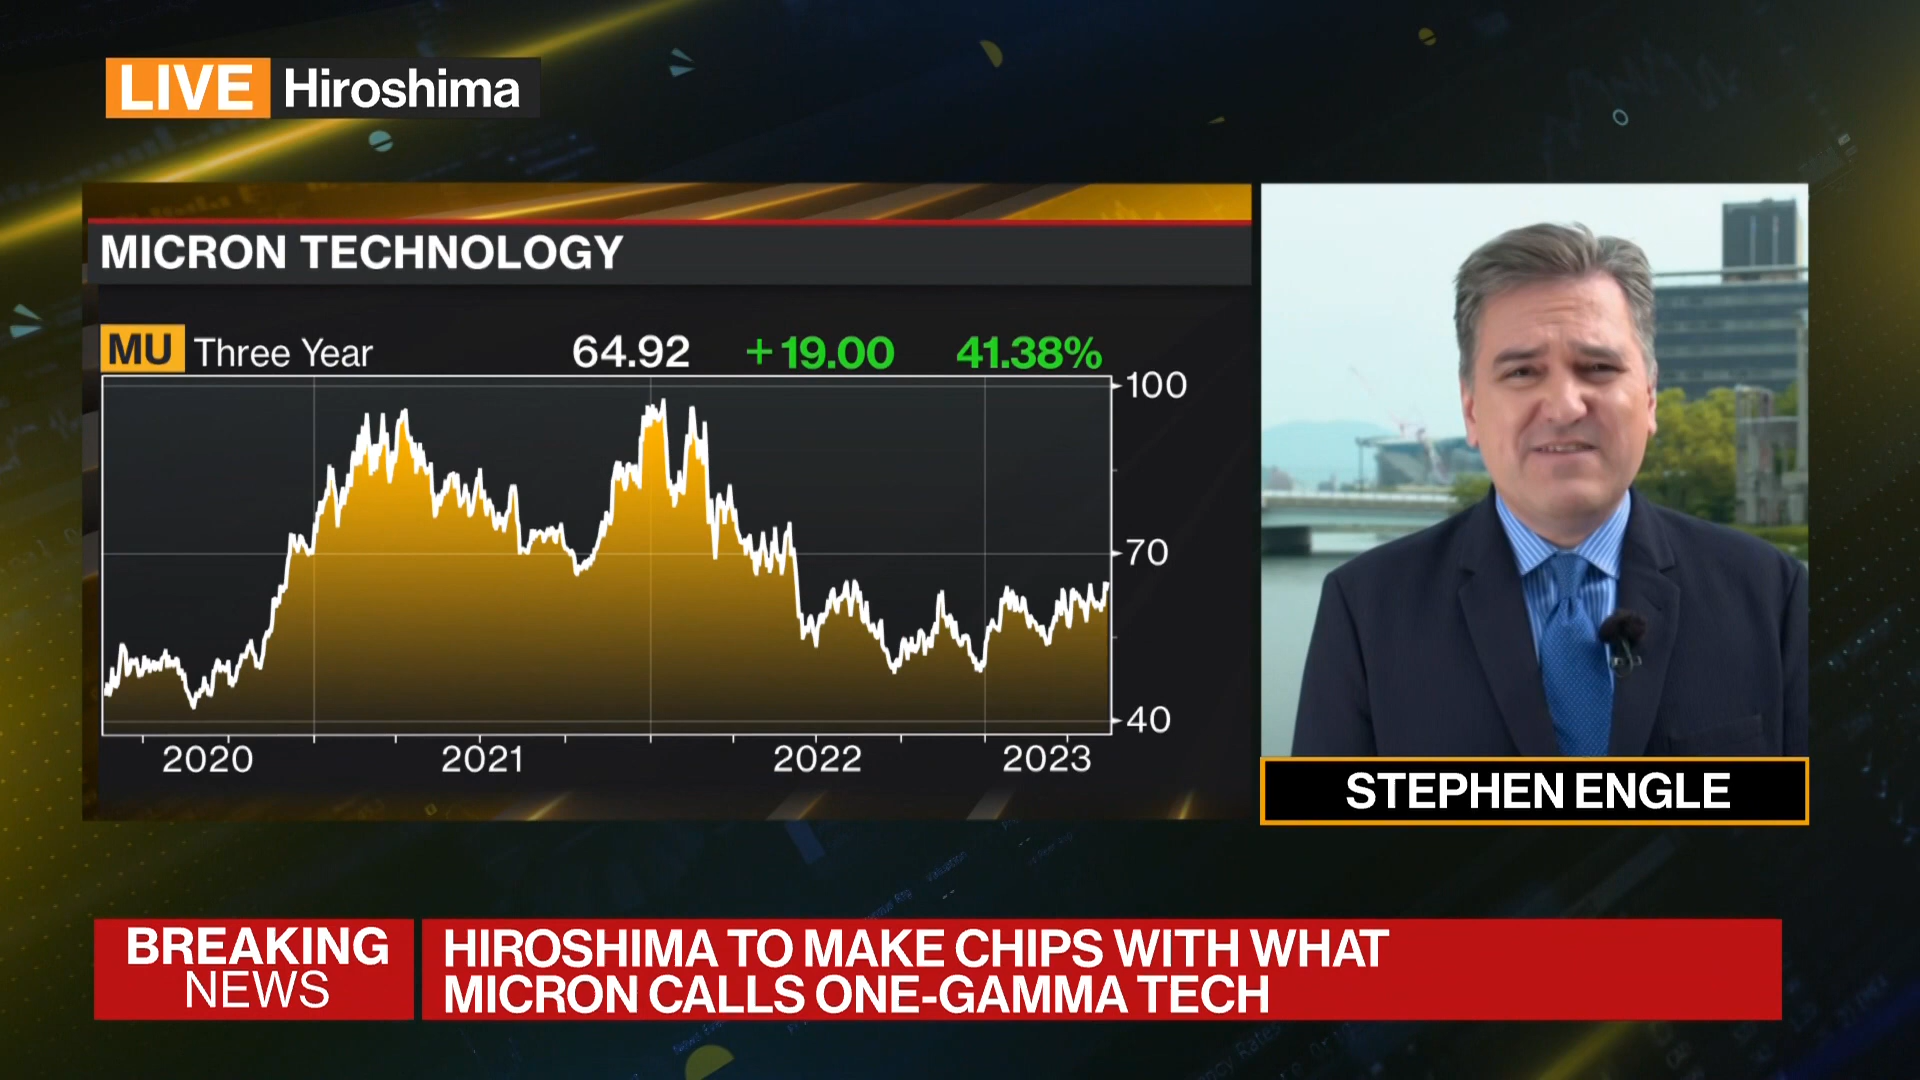 LIVE Hiroshima
MICRON TECHNOLOGY
MU Three Year 64.92 +19.00 41.38%
100
70
40
2020 2021 2022 2023
STEPHEN ENGLE
BREAKING
NEWS
HIROSHIMA TO MAKE CHIPS WITH WHAT
MICRON CALLS ONE-GAMMA TECH